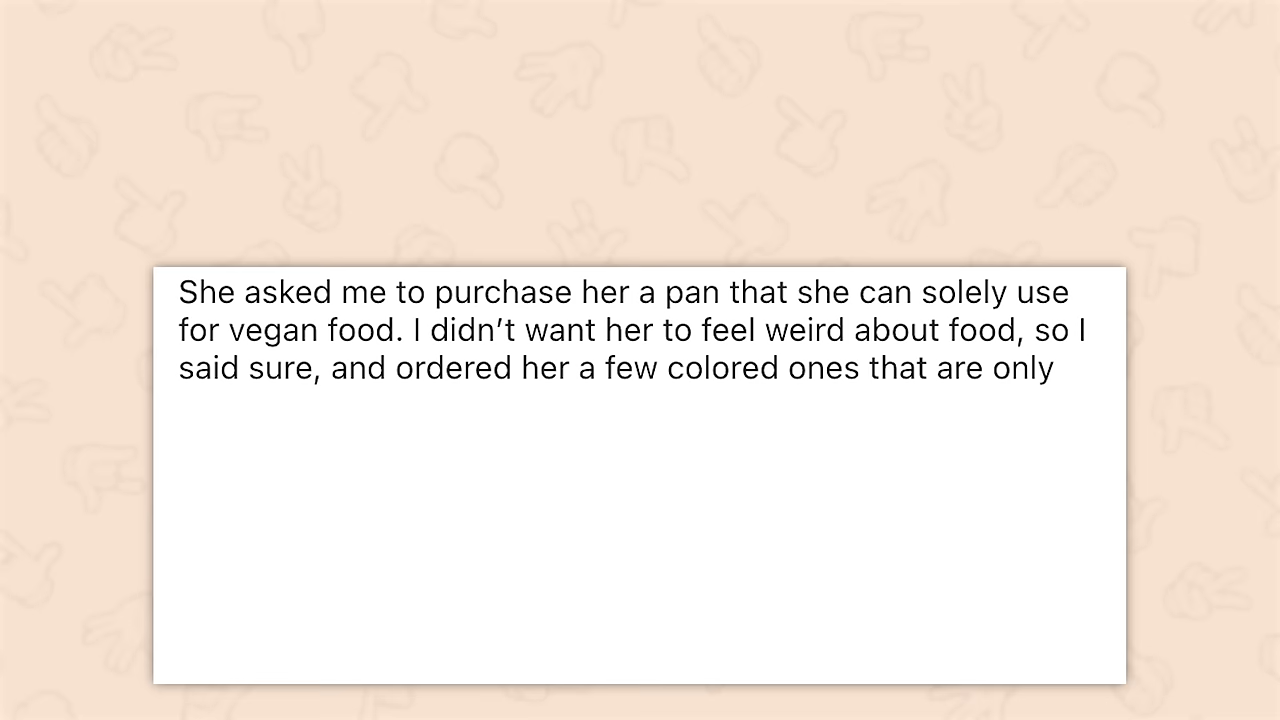 She asked me to purchase her a pan that she can solely use
for vegan food. I didn’t want her to feel weird about food, so I
said sure, and ordered her a few colored ones that are only